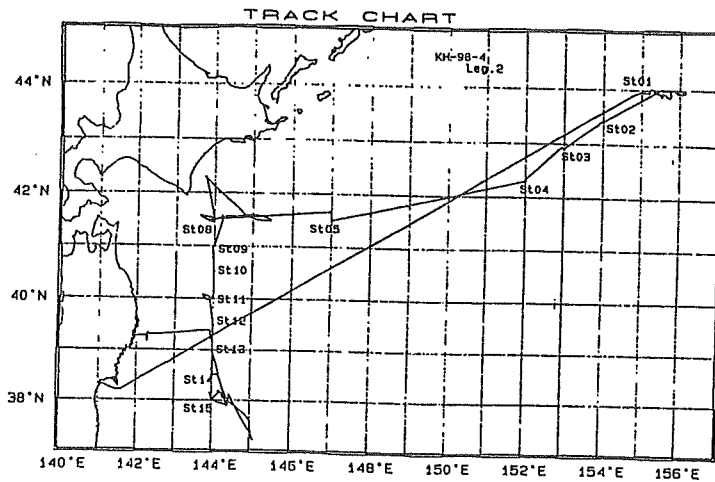 TRACK CHART
KH-98-4
Leg.2
44°N
42°N
40°N
38°N
St01
St02
St03
St04
St05
St08
St09
St10
St11
St12
St13
St14
St15
140°E 142°E 144°E 146°E 148°E 150°E 152°E 154°E 156°E